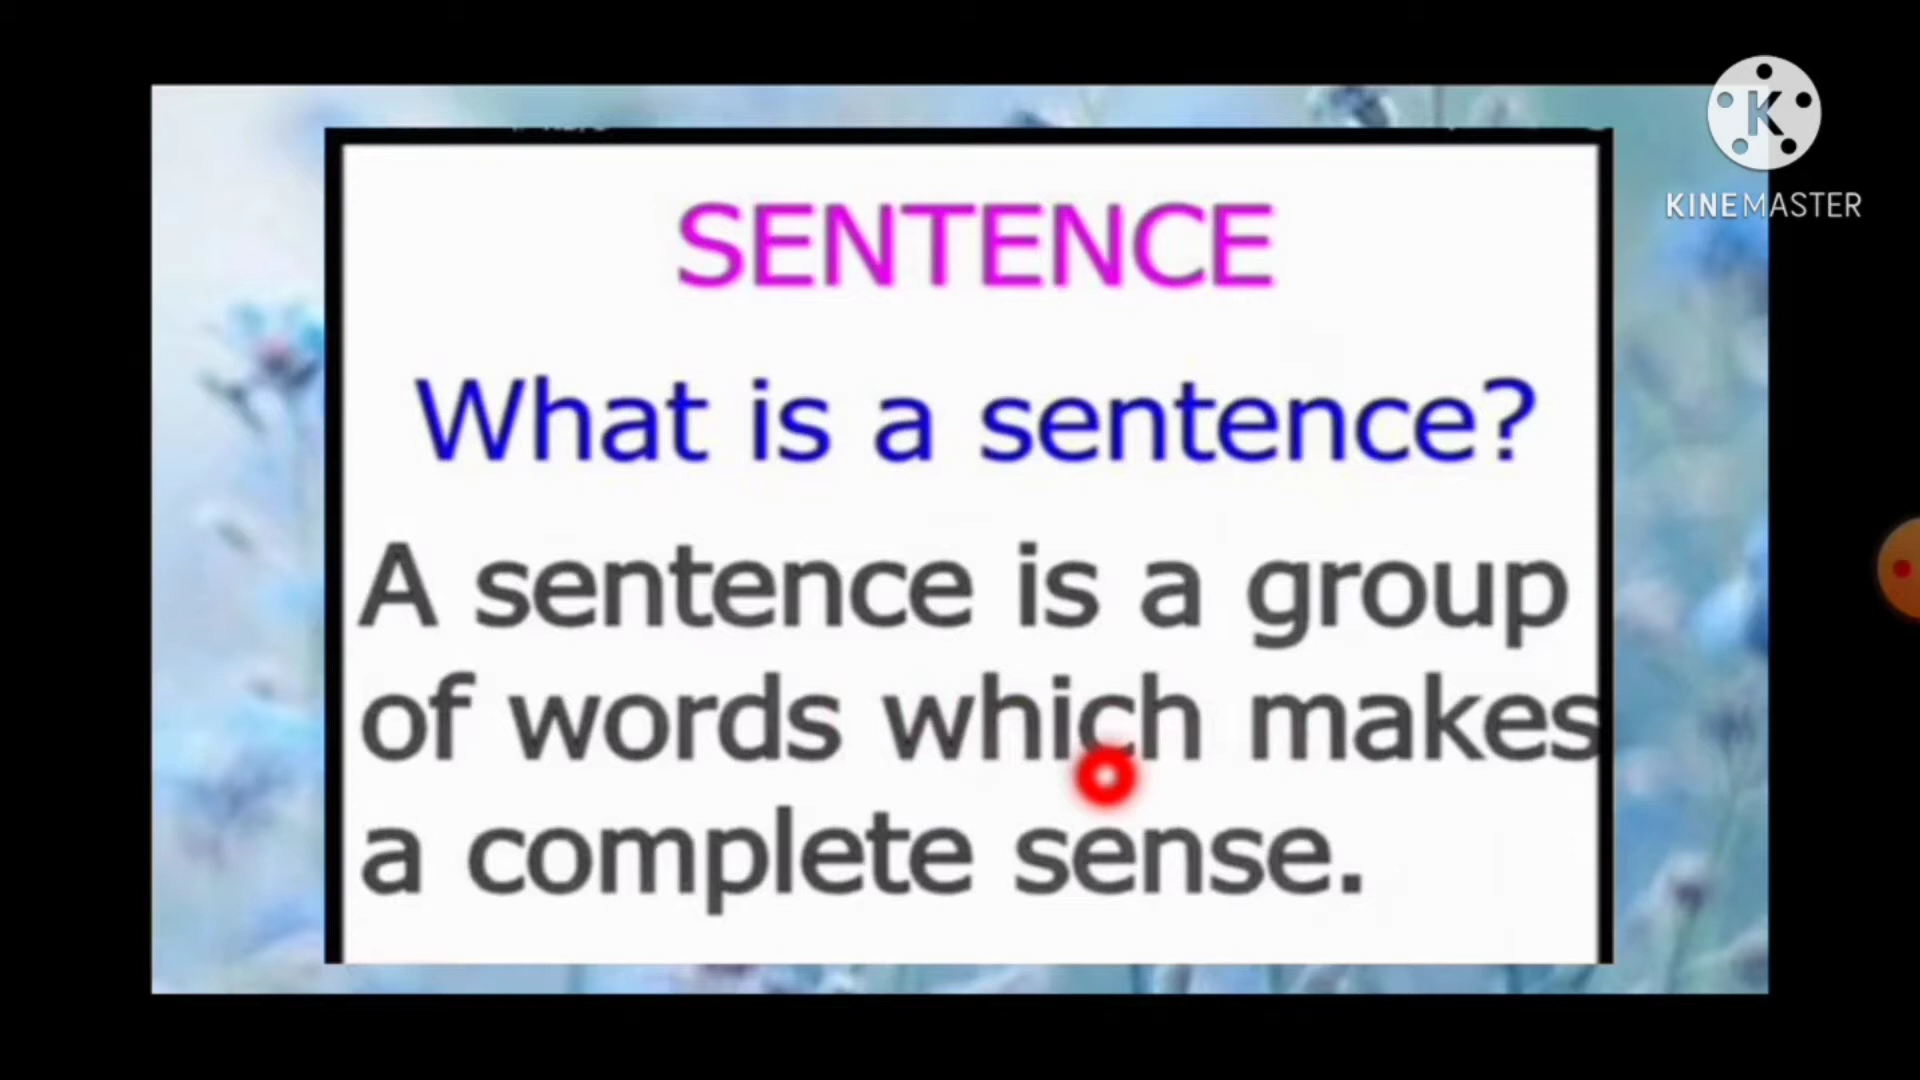 K
KINEMASTER
SENTENCE
What is a sentence?
A sentence is a group
of words which makes
a complete sense.